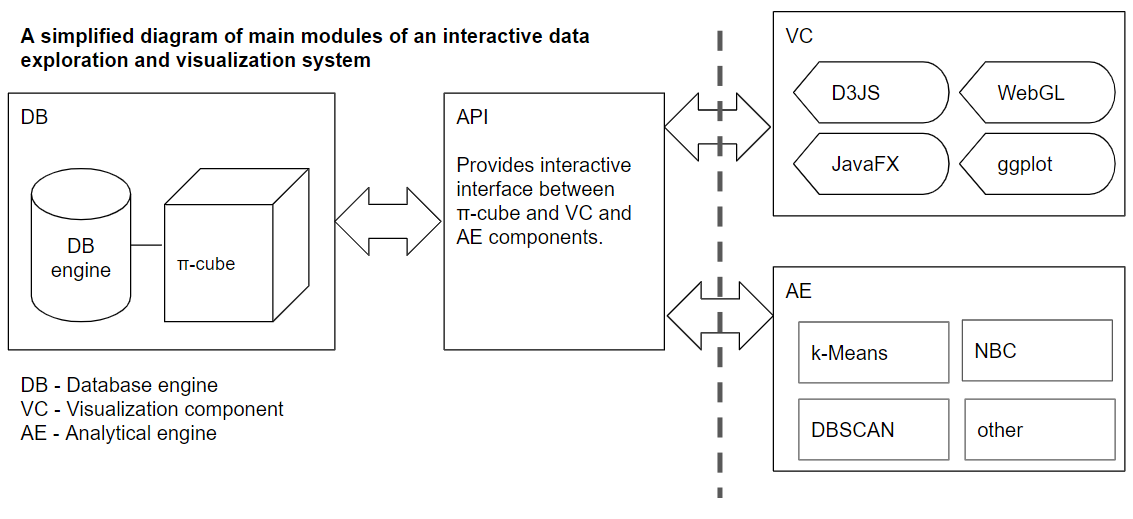 A simplified diagram of main modules of an interactive data
exploration and visualization system
DB
DB
engine
π-cube
API
Provides interactive
interface between
π-cube and VC and
AE components.
VC
D3JS
WebGL
JavaFX
ggplot
AE
k-Means
NBC
DBSCAN
other
DB - Database engine
VC - Visualization component
AE - Analytical engine